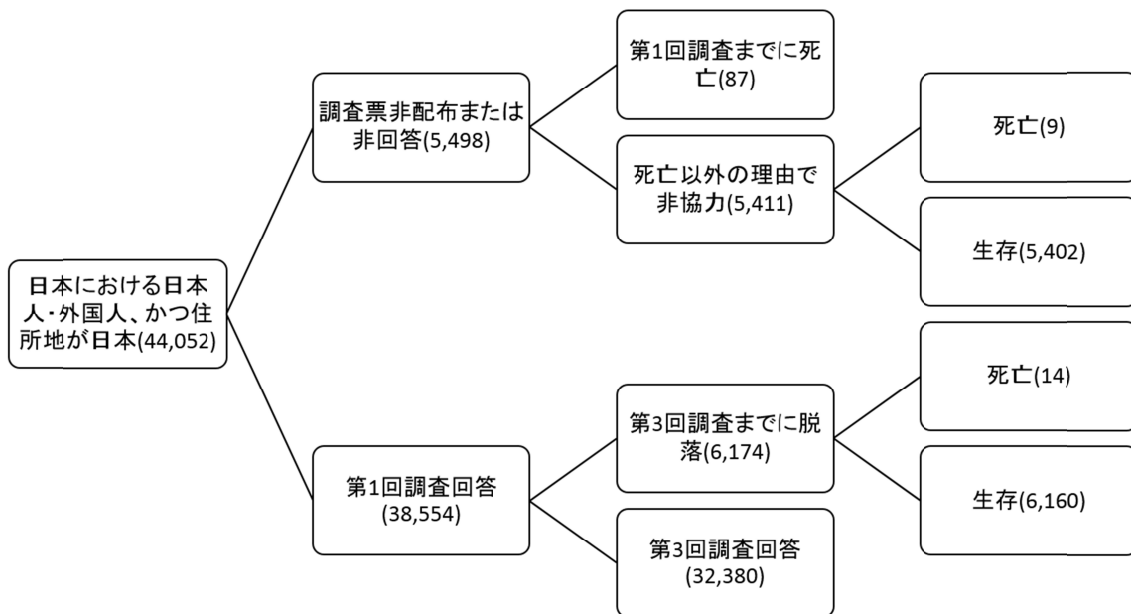 日本における日本
人・外国人、かつ住
所地が日本(44,052)
調査票非配布または
非回答(5,498)
第1回調査回答
(38,554)
第1回調査までに死
亡(87)
死亡以外の理由で
非協力(5,411)
第3回調査までに脱
落(6,174)
第3回調査回答
(32,380)
死亡(9)
生存(5,402)
死亡(14)
生存(6,160)